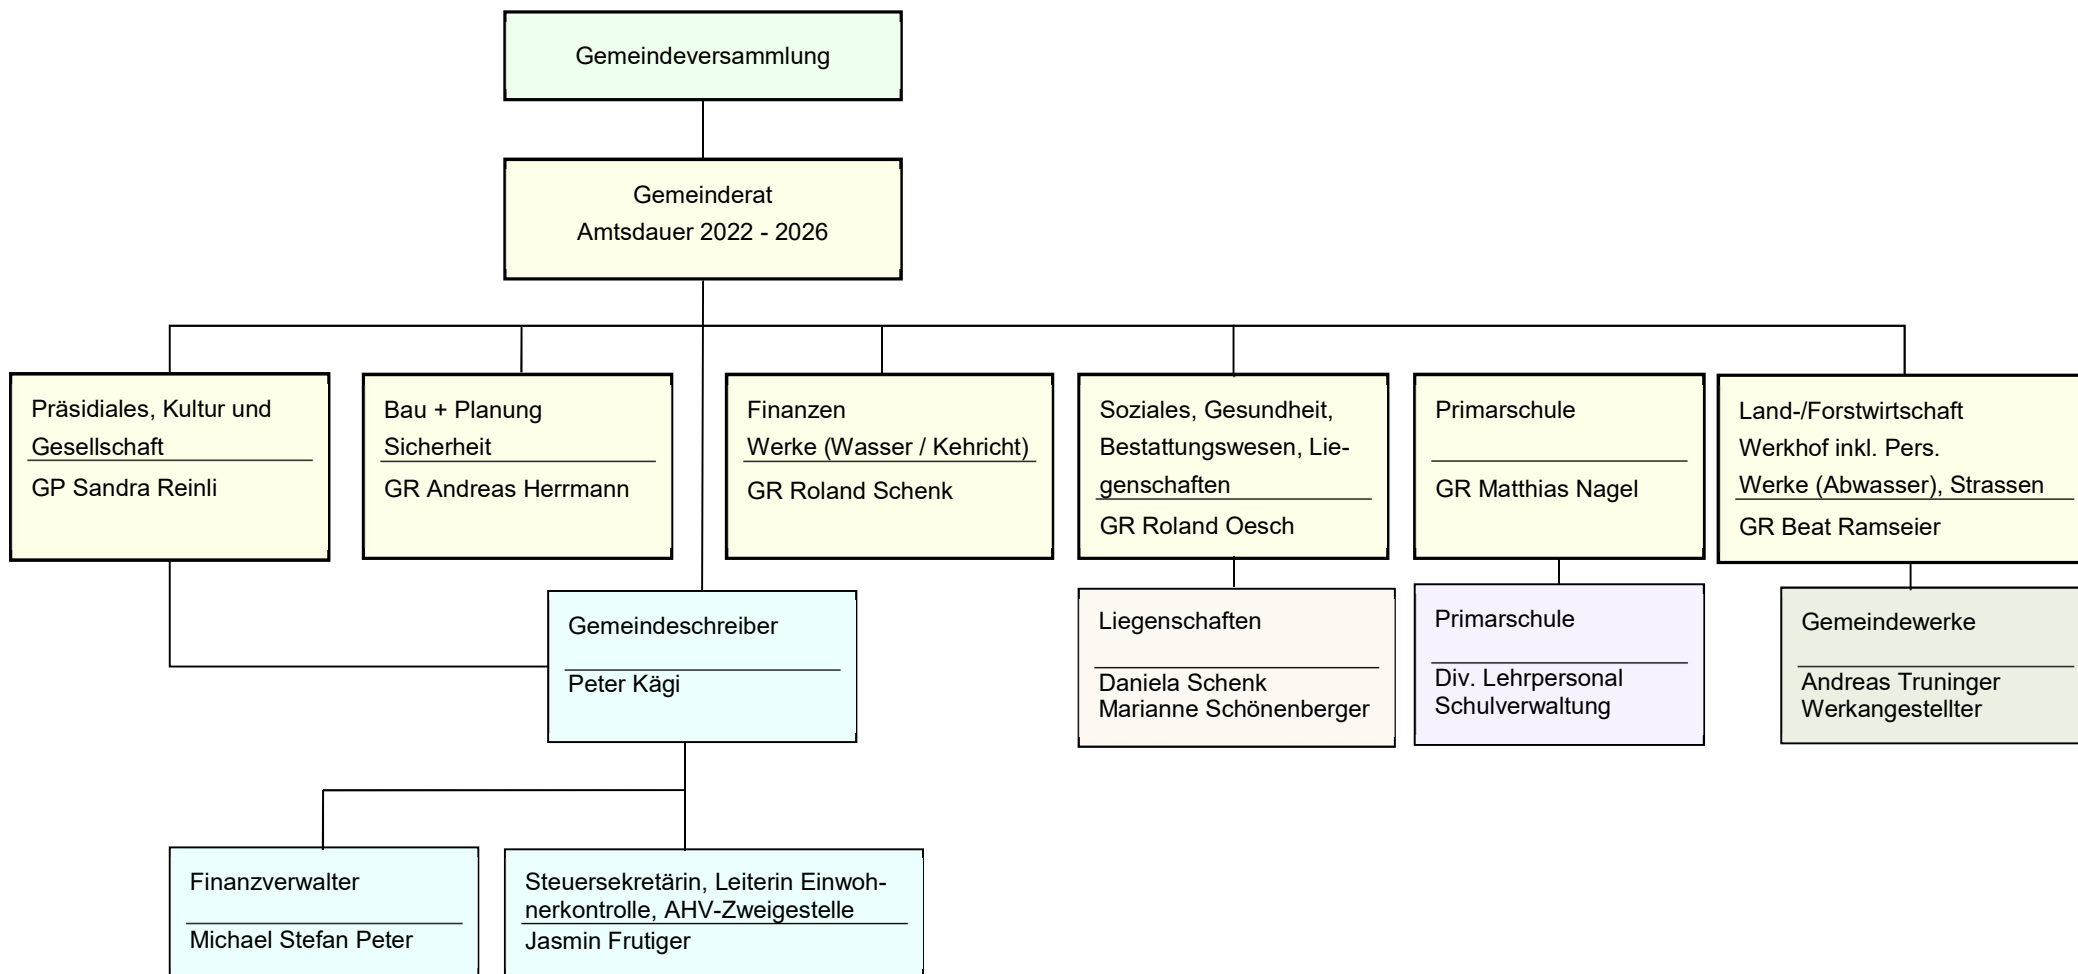 Gemeindeversammlung
Gemeinderat
Amtsdauer 2022 - 2026
Präsidiales, Kultur und
Gesellschaft
GP Sandra Reinli
Bau + Planung
Sicherheit
GR Andreas Herrmann
Finanzen
Werke (Wasser / Kehricht)
GR Roland Schenk
Soziales, Gesundheit,
Bestattungswesen, Lie-
genschaften
GR Roland Oesch
Primarschule
GR Matthias Nagel
Land-/Forstwirtschaft
Werkhof inkl. Pers.
Werke (Abwasser), Strassen
GR Beat Ramseier
Gemeindeschreiber
Peter Kägi
Liegenschaften
Daniela Schenk
Marianne Schönenberger
Primarschule
Div. Lehrpersonal
Schulverwaltung
Gemeindewerke
Andreas Truninger
Werkangestellter
Finanzverwalter
Michael Stefan Peter
Steuersekretärin, Leiterin Einwoh-
nerkontrolle, AHV-Zweigestelle
Jasmin Frutiger